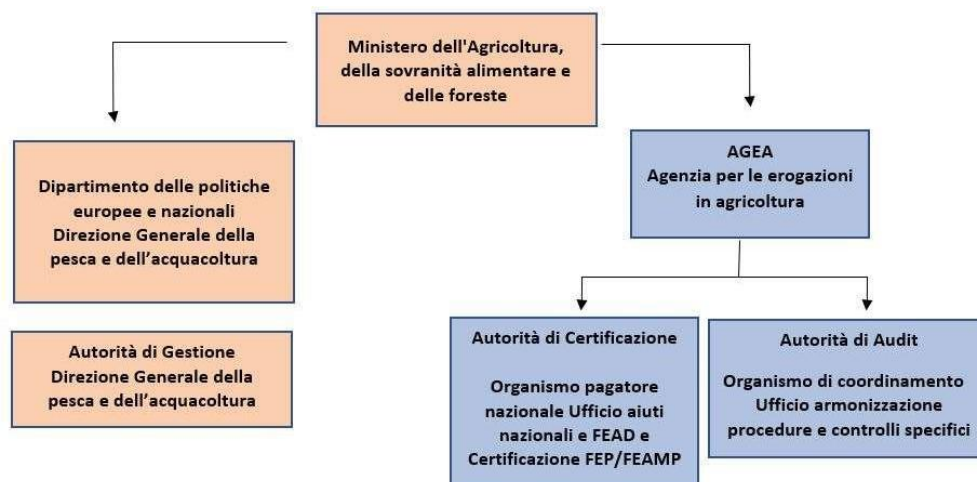 Ministero dell'Agricoltura,
della sovranità alimentare e
delle foreste
Dipartimento delle politiche
europee e nazionali
Direzione Generale della
pesca e dell’acquacoltura
AGEA
Agenzia per le erogazioni
in agricoltura
Autorità di Gestione
Direzione Generale della
pesca e dell’acquacoltura
Autorità di Certificazione
Organismo pagatore
nazionale Ufficio aiuti
nazionali e FEAD e
Certificazione FEP/FEAMP
Autorità di Audit
Organismo di coordinamento
Ufficio armonizzazione
procedure e controlli specifici